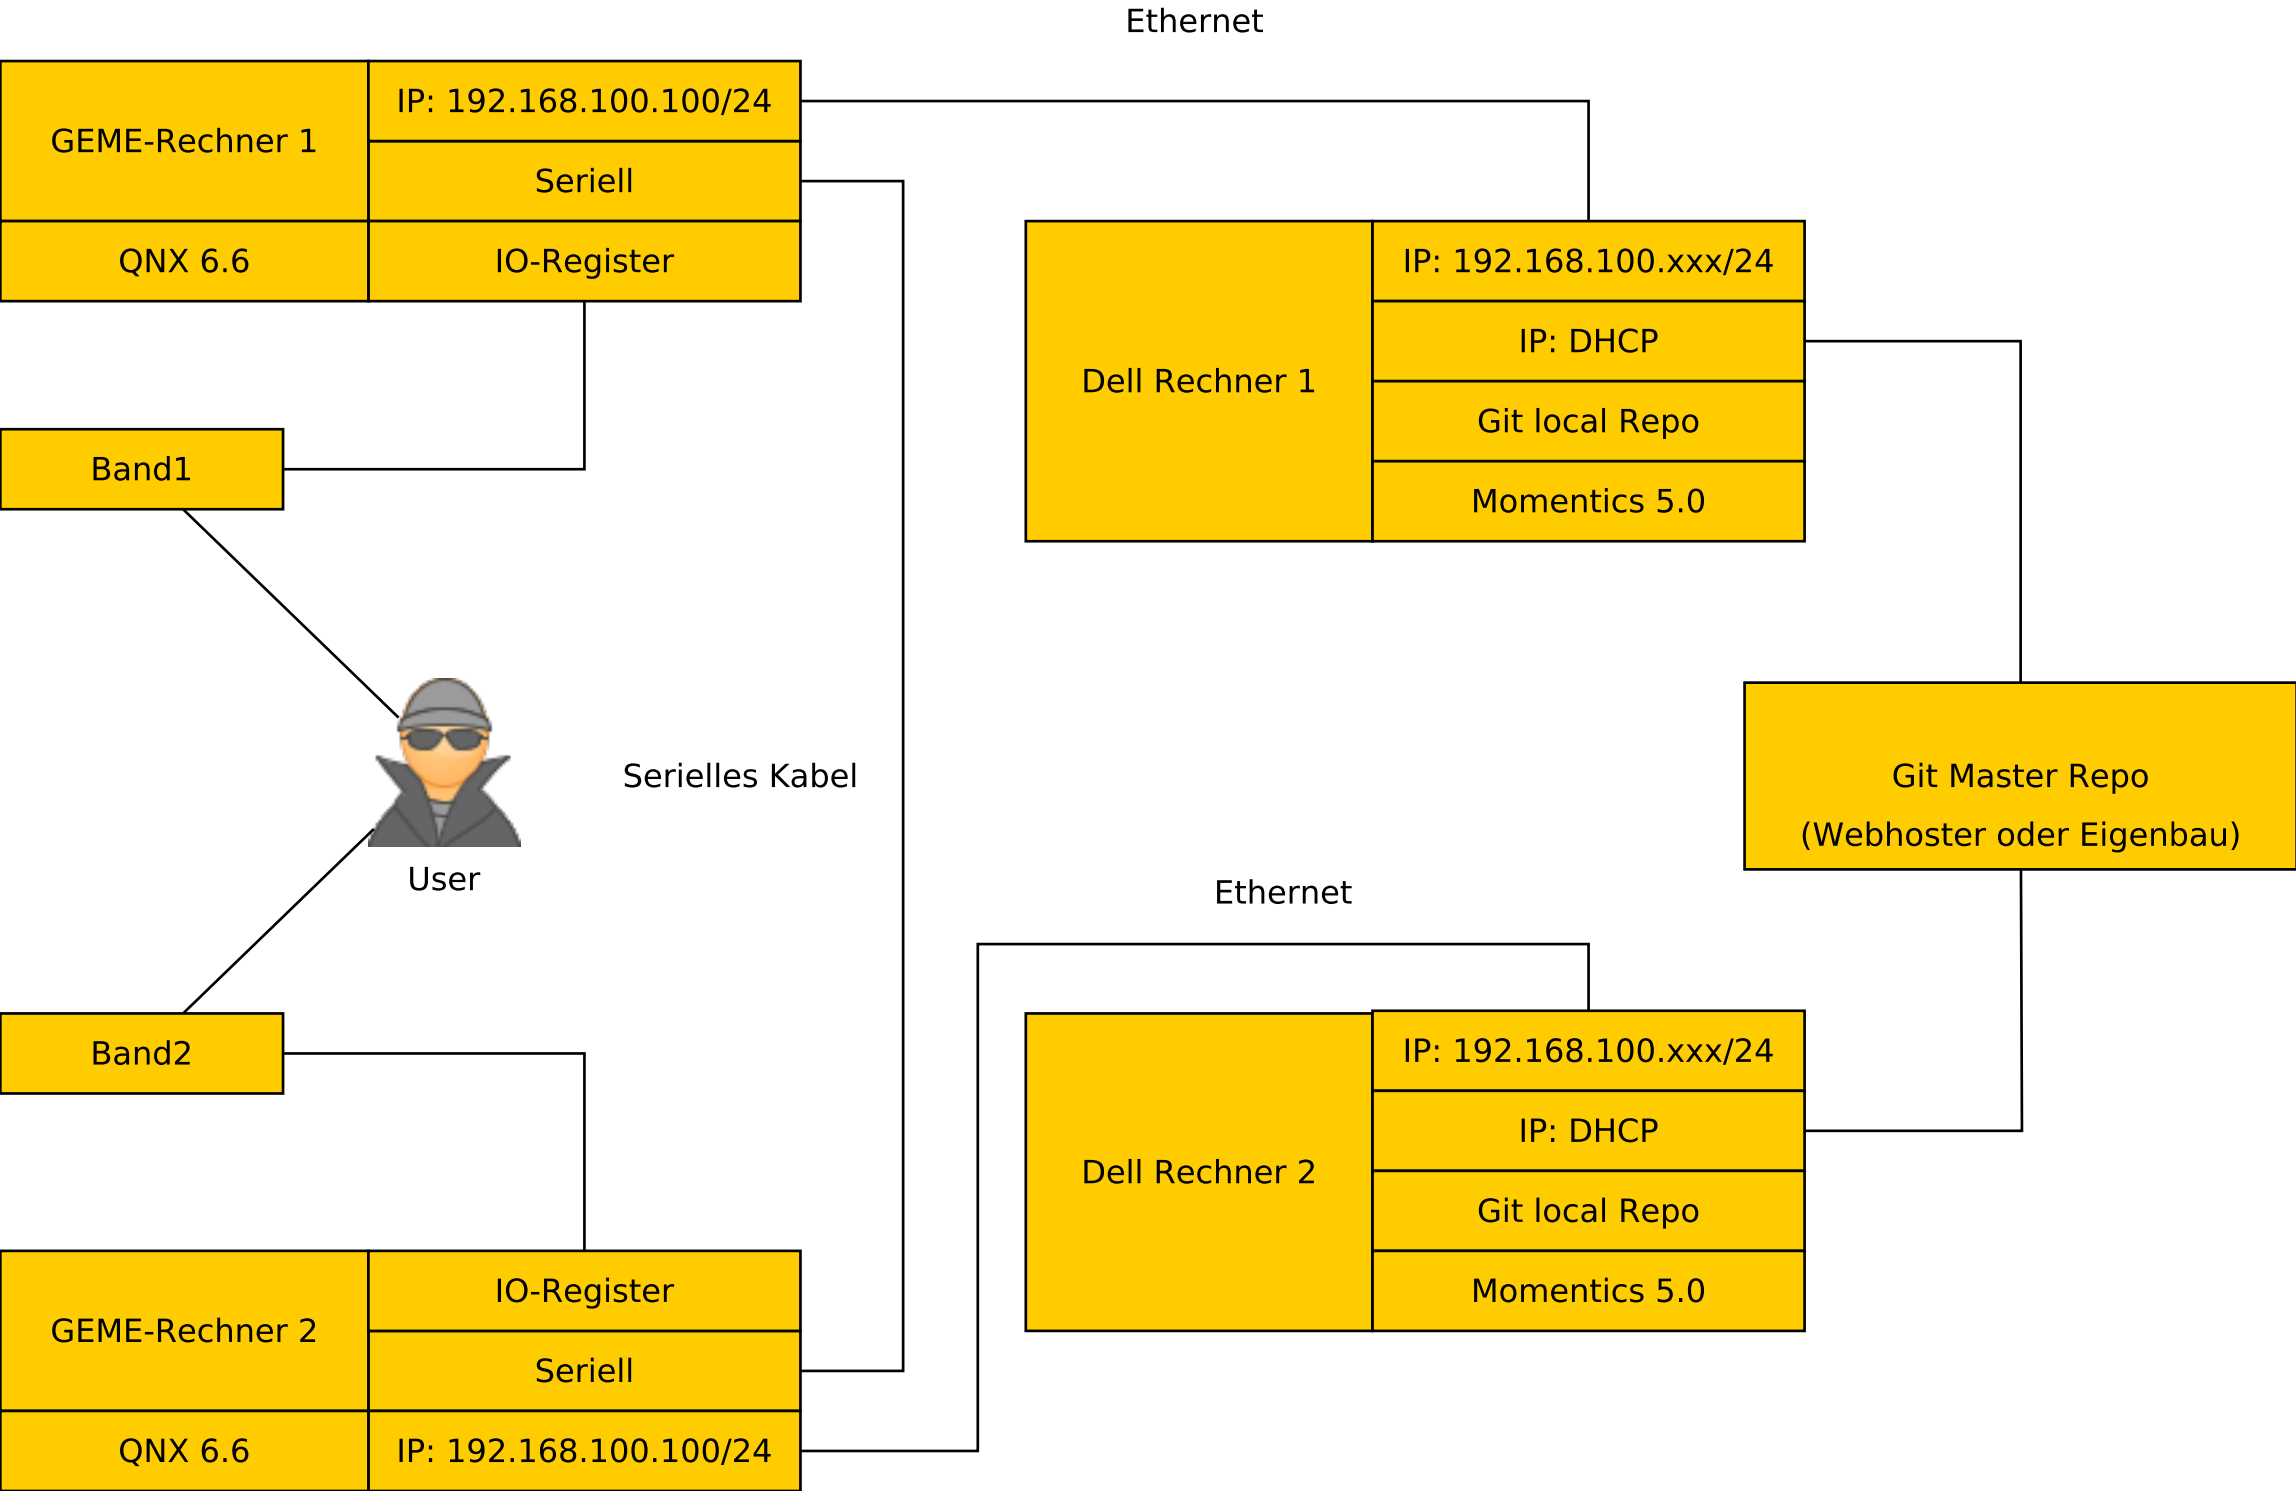 Ethernet
GEME-Rechner 1
IP: 192.168.100.100/24
Seriell
QNX 6.6
IO-Register
Dell Rechner 1
IP: 192.168.100.xxx/24
IP: DHCP
Git local Repo
Momentics 5.0
Band1
Serielles Kabel
User
Git Master Repo
(Webhoster oder Eigenbau)
Ethernet
Band2
Dell Rechner 2
IP: 192.168.100.xxx/24
IP: DHCP
Git local Repo
Momentics 5.0
GEME-Rechner 2
IO-Register
Seriell
QNX 6.6
IP: 192.168.100.100/24